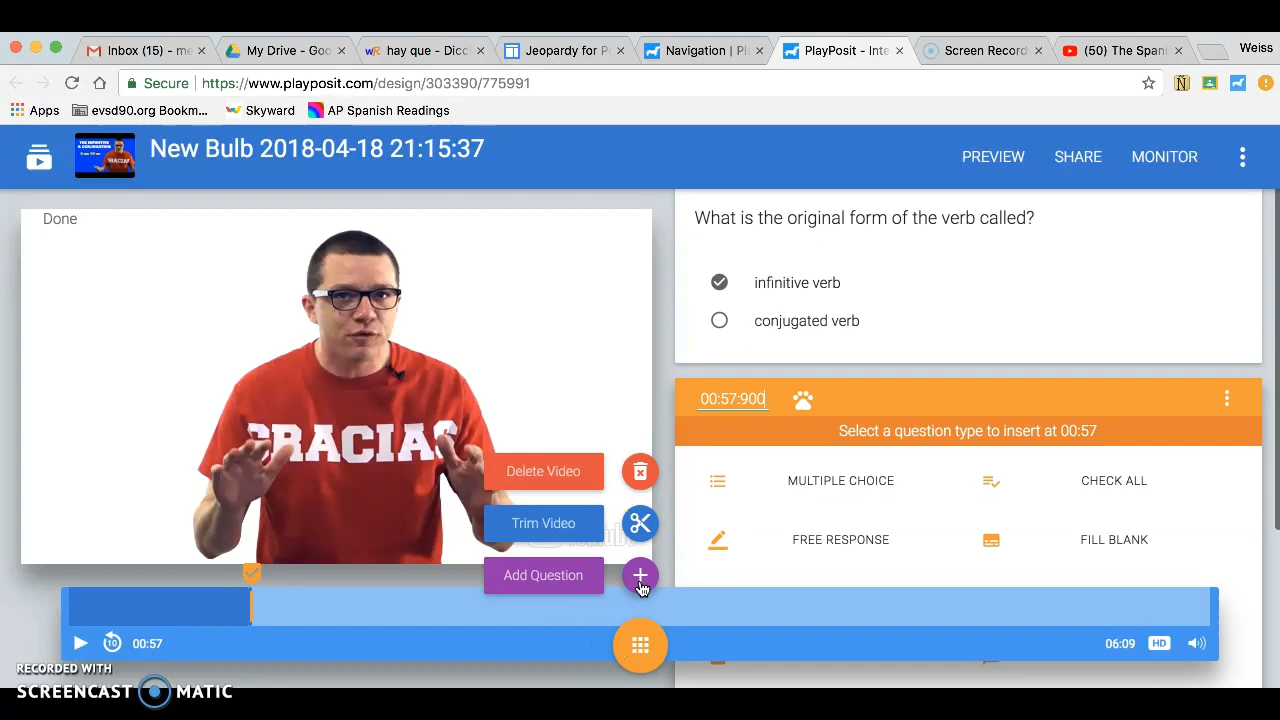 Inbox (15) - me
My Drive - Goo
hay que - Dicci
Jeopardy for P
Navigation | Pl
PlayPosit - Inte
Screen Record
(50) The Spani
Weiss
Secure
https://www.playposit.com/design/303390/775991
Apps
evsd90.org Bookm...
Skyward
AP Spanish Readings
New Bulb 2018-04-18 21:15:37
PREVIEW
SHARE
MONITOR
Done
GRACIAS
What is the original form of the verb called?
infinitive verb
conjugated verb
00:57:900
Select a question type to insert at 00:57
MULTIPLE CHOICE
CHECK ALL
FREE RESPONSE
FILL BLANK
Delete Video
Trim Video
Add Question
10
00:57
06:09
HD
RECORDED WITH
SCREENCAST MATIC